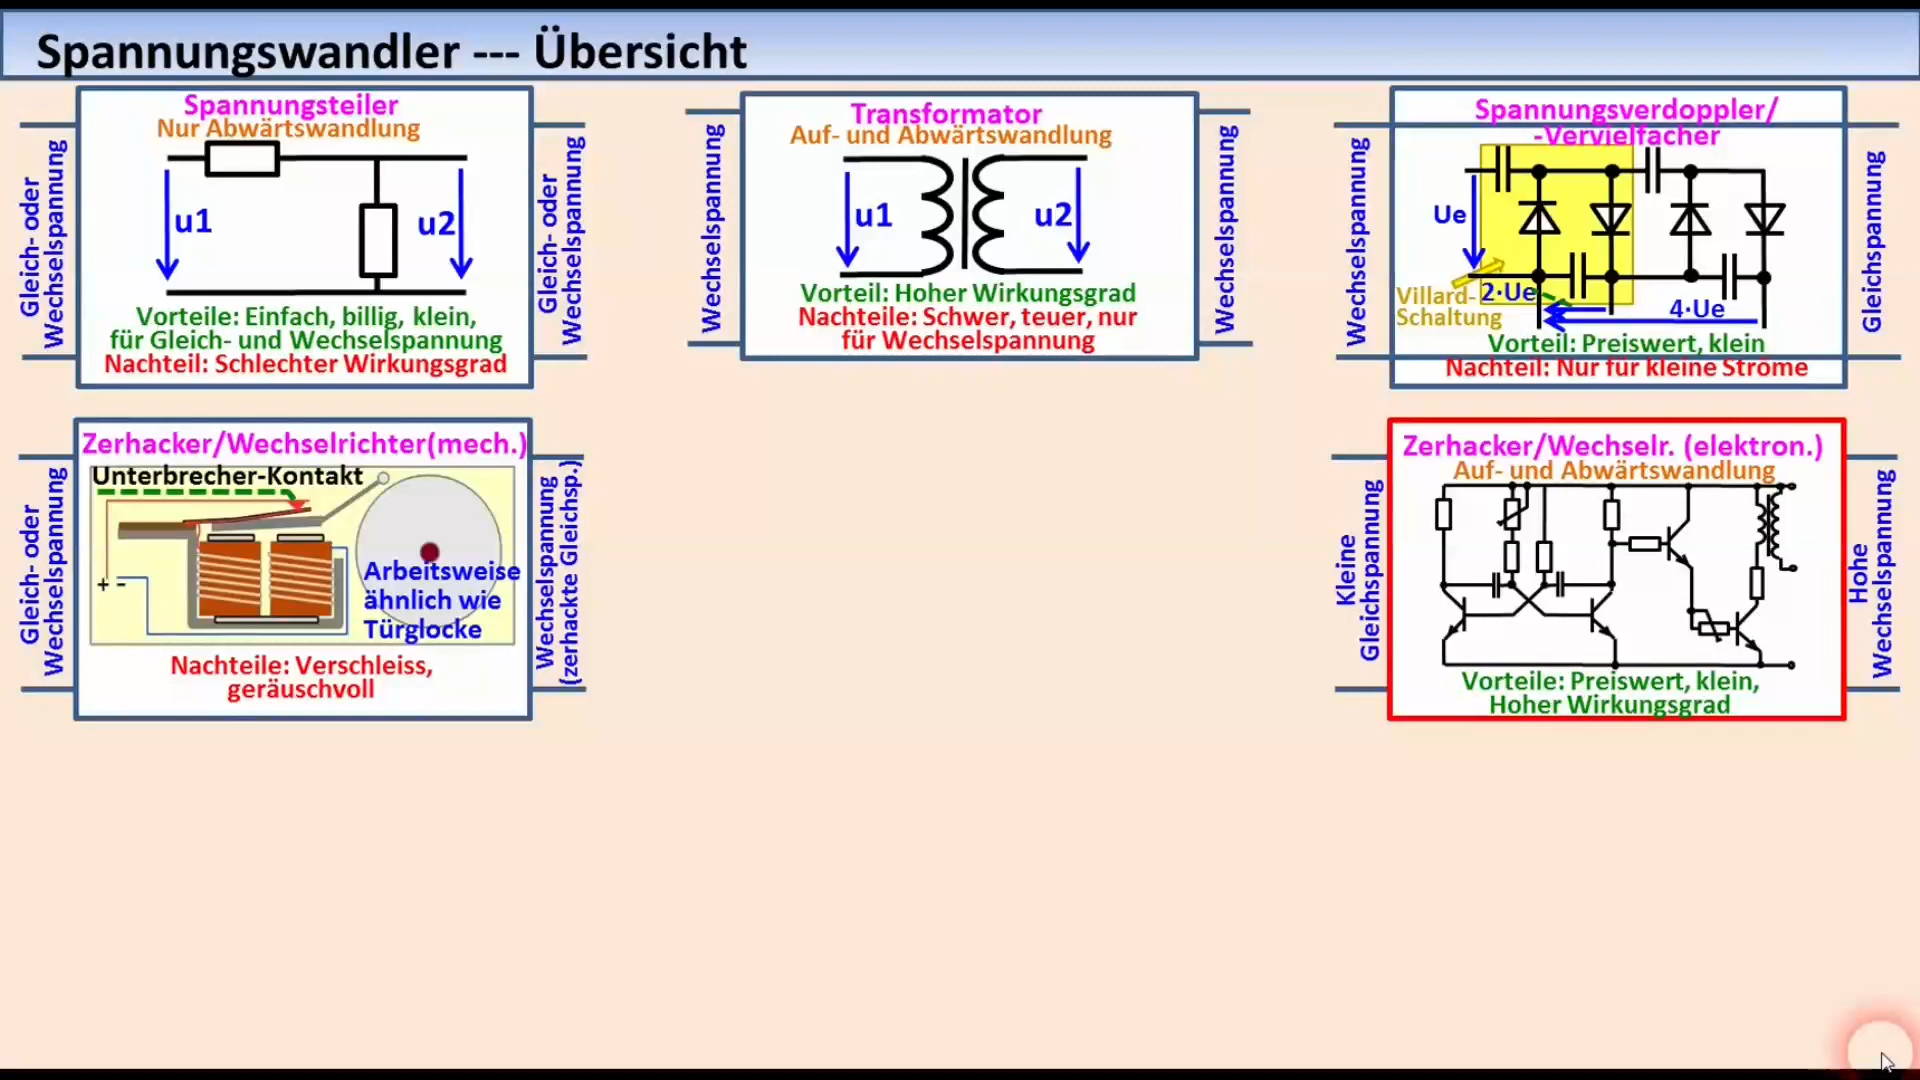 Spannungswandler --- Übersicht
Gleich- oder
Wechselspannung
Spannungsteiler
Nur Abwärtswandlung
u1
u2
Vorteile: Einfach, billig, klein,
für Gleich- und Wechselspannung
Nachteil: Schlechter Wirkungsgrad
Gleich- oder
Wechselspannung
Wechselspannung
Transformator
Auf- und Abwärtswandlung
u1
u2
Vorteil: Hoher Wirkungsgrad
Nachteile: Schwer, teuer, nur
für Wechselspannung
Wechselspannung
Wechselspannung
Spannungsverdoppler/
-Vervielfacher
Ue
Villard-
Schaltung
2·Ue
4·Ue
Vorteil: Preiswert, klein
Nachteil: Nur für kleine Ströme
Gleichspannung
Gleich- oder
Wechselspannung
Zerhacker/Wechselrichter(mech.)
Unterbrecher-Kontakt
+ -
Arbeitsweise
ähnlich wie
Türglocke
Nachteile: Verschleiss,
geräuschvoll
Wechselspannung
(zerhackte Gleichsp.)
Kleine
Gleichspannung
Zerhacker/Wechselr. (elektron.)
Auf- und Abwärtswandlung
Vorteile: Preiswert, klein,
Hoher Wirkungsgrad
Hohe
Wechselspannung